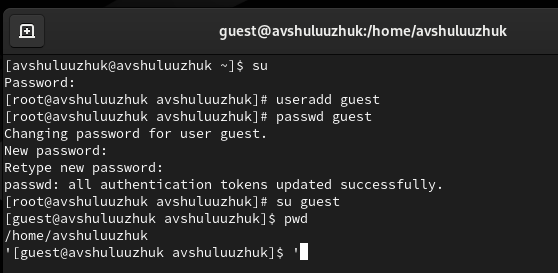 guest@avshuluuzhuk:/home/avshuluuzhuk
[avshuluuzhuk@avshuluuzhuk ~]$ su
Password:
[root@avshuluuzhuk avshuluuzhuk]# useradd guest
[root@avshuluuzhuk avshuluuzhuk]# passwd guest
Changing password for user guest.
New password:
Retype new password:
passwd: all authentication tokens updated successfully.
[root@avshuluuzhuk avshuluuzhuk]# su guest
[guest@avshuluuzhuk avshuluuzhuk]$ pwd
/home/avshuluuzhuk
'[guest@avshuluuzhuk avshuluuzhuk]$ '